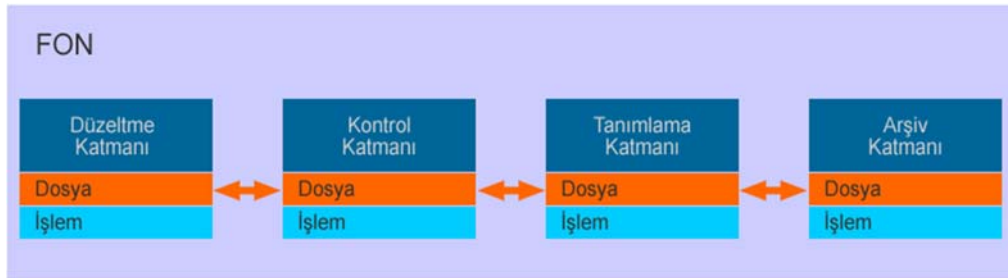 FON
Düzeltme
Katmanı
Dosya
İşlem
Kontrol
Katmanı
Dosya
İşlem
Tanımlama
Katmanı
Dosya
İşlem
Arşiv
Katmanı
Dosya
İşlem